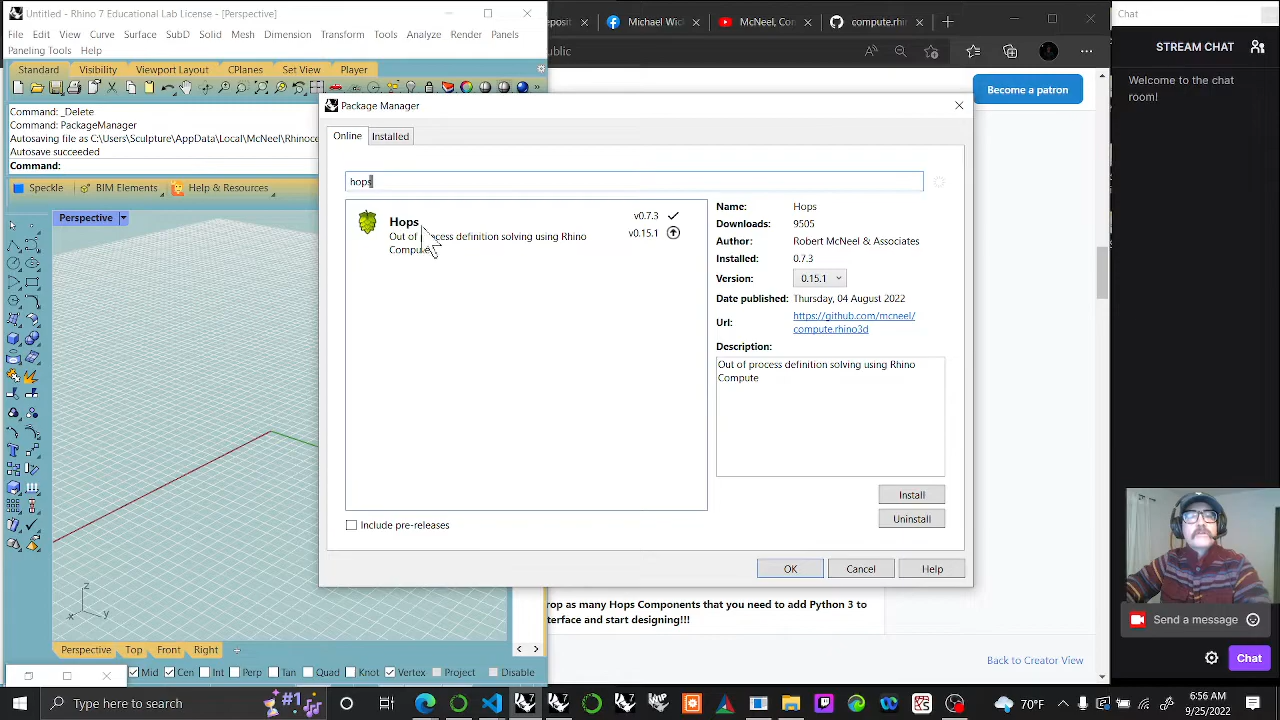 Untitled - Rhino 7 Educational Lab License - [Perspective]
File Edit View Curve Surface SubD Solid Mesh Dimension Transform Tools Analyze Render Panels
Paneling Tools Help
Standard Visibility Viewport Layout CPlanes Set View Player
Command: _Delete
Command: PackageManager
Autosaving file as C:\Users\Sculpture\AppData\Local\McNeel\Rhinoce
Autosave succeeded
Command:
Speckle BIM Elements Help & Resources
Perspective
z
x
y
Perspective Top Front Right
Mid Cen Int Perp Tan Quad Knot Vertex Project Disable
Michael Wic
McNeel, Con
compute.rhin
ublic
Become a patron
Package Manager
Online Installed
hops
Hops
v0.7.3
Out of process definition solving using Rhino
v0.15.1
Compute
Name: Hops
Downloads: 9505
Author: Robert McNeel & Associates
Installed: 0.7.3
Version: 0.15.1
Date published: Thursday, 04 August 2022
Url: https://github.com/mcneel/
compute.rhino3d
Description:
Out of process definition solving using Rhino
Compute
Install
Uninstall
Include pre-releases
OK Cancel Help
rop as many Hops Components that you need to add Python 3 to
terface and start designing!!!
Back to Creator View
Chat
STREAM CHAT
Welcome to the chat
room!
Send a message
Chat
Type here to search
#1
70°F
6:56 AM
9/25/2022